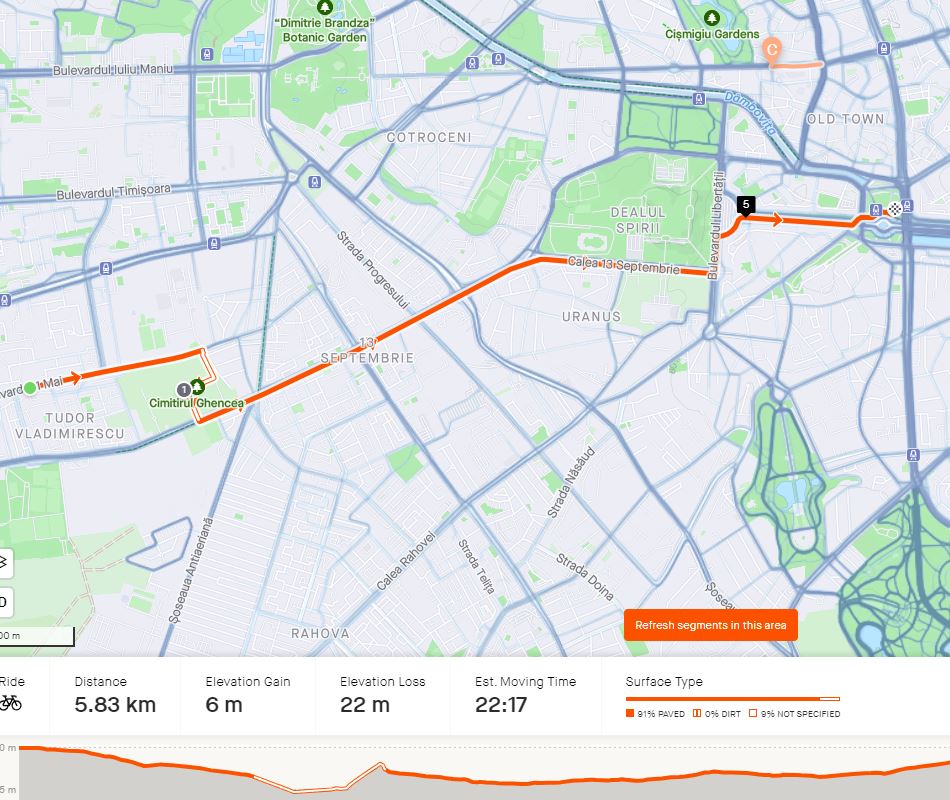 "Dimitrie Brandza"
Botanic Garden
Cișmigiu Gardens
C
Bulevardul Iuliu Maniu
Dâmbovița
OLD TOWN
COTROCENI
Bulevardul Timișoara
Bulevardul Libertății
5
DEALUL
SPIRII
Strada Progresului
Calea 13 Septembrie
URANUS
13
SEPTEMBRIE
1 Mai
1
Cimitirul Ghencea
TUDOR
VLADIMIRESCU
Strada Năsăud
Șoseaua Antiaeriană
Calea Rahovei
Strada Telița
Strada Doina
RAHOVA
Refresh segments in this area
D
00 m
Ride
Distance
Elevation Gain
Elevation Loss
Est. Moving Time
Surface Type
5.83 km
6 m
22 m
22:17
91% PAVED
0% DIRT
9% NOT SPECIFIED
0 m
5 m